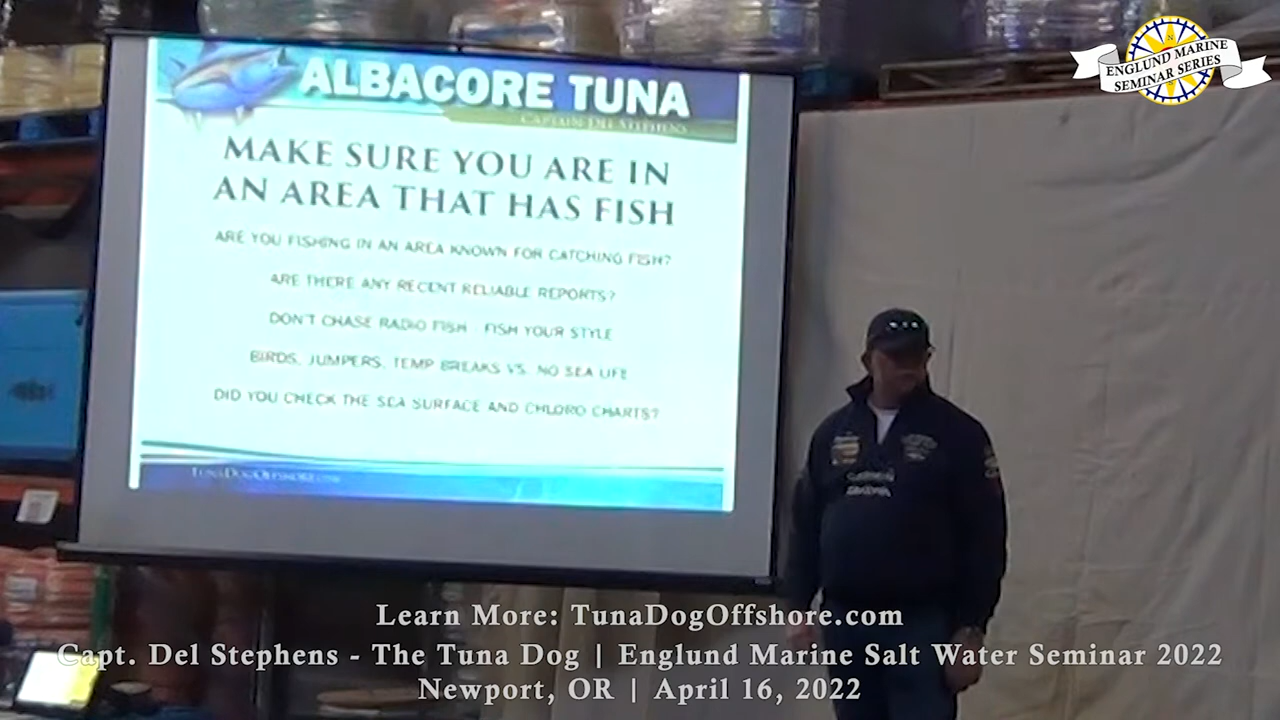 ENGLUND MARINE
SEMINAR SERIES
ALBACORE TUNA
CAPTAIN DEL STEPHENS
MAKE SURE YOU ARE IN
AN AREA THAT HAS FISH
ARE YOU FISHING IN AN AREA KNOWN FOR CATCHING FISH?
ARE THERE ANY RECENT RELIABLE REPORTS?
DON'T CHASE RADIO FISH - FISH YOUR STYLE
BIRDS, JUMPERS, TEMP BREAKS VS. NO SEA LIFE
DID YOU CHECK THE SEA SURFACE AND CHLORO CHARTS?
TUNADOGOFFSHORE.COM
Learn More: TunaDogOffshore.com
Capt. Del Stephens - The Tuna Dog | Englund Marine Salt Water Seminar 2022
Newport, OR | April 16, 2022